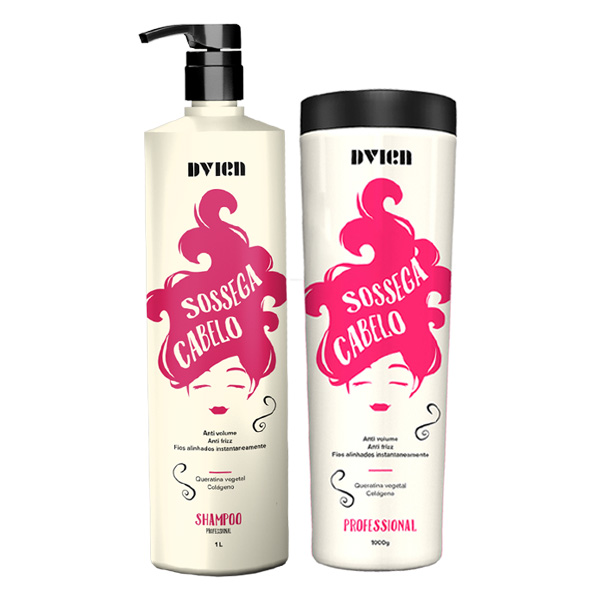 DVIEN
SOSSEGA
CABELO
Anti volume
Anti frizz
Fios alinhados instantaneamente
Queratina vegetal
Colágeno
SHAMPOO
PROFESSIONAL
1 L
DVIEN
SOSSEGA
CABELO
Anti volume
Anti frizz
Fios alinhados instantaneamente
Queratina vegetal
Colágeno
PROFESSIONAL
1000g